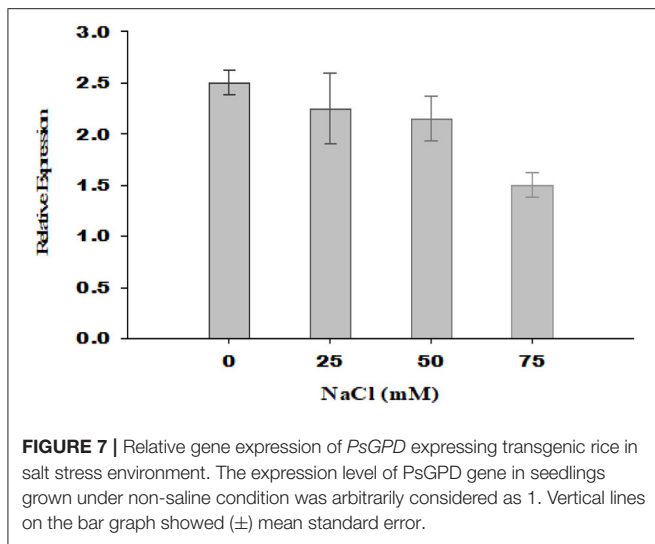 3.0
2.5
2.0
1.5
1.0
0.5
0.0
Relative Expression
0 25 50 75
NaCl (mM)
FIGURE 7 | Relative gene expression of PsGPD expressing transgenic rice in
salt stress environment. The expression level of PsGPD gene in seedlings
grown under non-saline condition was arbitrarily considered as 1. Vertical lines
on the bar graph showed (±) mean standard error.